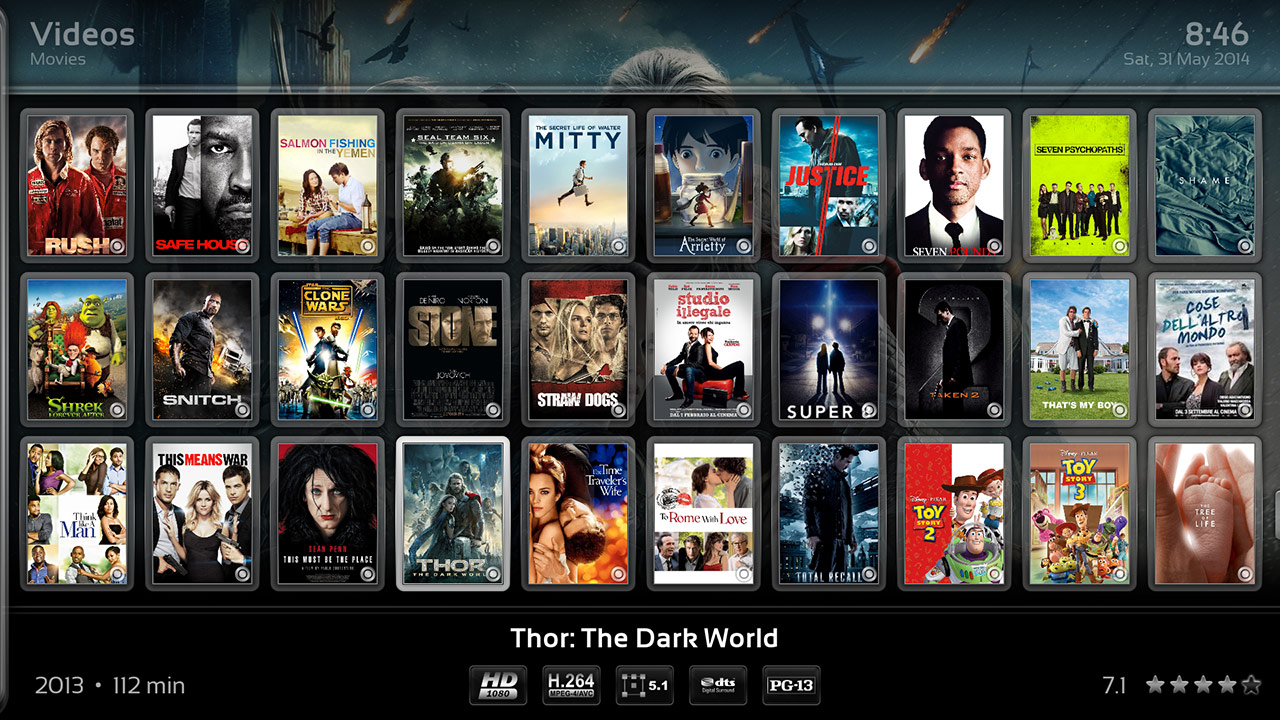 Videos
8:46
Movies
Sat, 31 May 2014
RUSH
SAFE HOUS
SALMON FISHING
IN THE YEMEN
SEAL TEAM SIX
THE SECRET LIFE OF WALTER
MITTY
The Secret World of
Arrietty
JUSTICE
SEVEN POUNDS
SEVEN PSYCHOPATHS
SHAME
SHREK
FOREVER AFTER
SNITCH
STAR WARS
THE CLONE WARS
DE NIRO NORTON
STONE
JOVOVICH
STRAW DOGS
studio
illegale
DAL 7 FEBBRAIO AL CINEMA
SUPER 8
TAKEN 2
THAT'S MY BOY
COSE
DELL'ALTRO
MONDO
DAL 3 SETTEMBRE AL CINEMA
Think
like a
Man
THIS MEANS WAR
SEAN PENN
THIS MUST BE THE PLACE
THOR
THE DARK WORLD
The Time
Traveler's
Wife
To Rome With Love
TOTAL RECALL
Disney PIXAR
TOY
STORY
2
Disney PIXAR
TOY
STORY
3
THE
TREE
OF
LIFE
Thor: The Dark World
2013 • 112 min
HD
1080
H.264
MPEG-4/AVC
5.1
dts
Digital Surround
PG-13
7.1